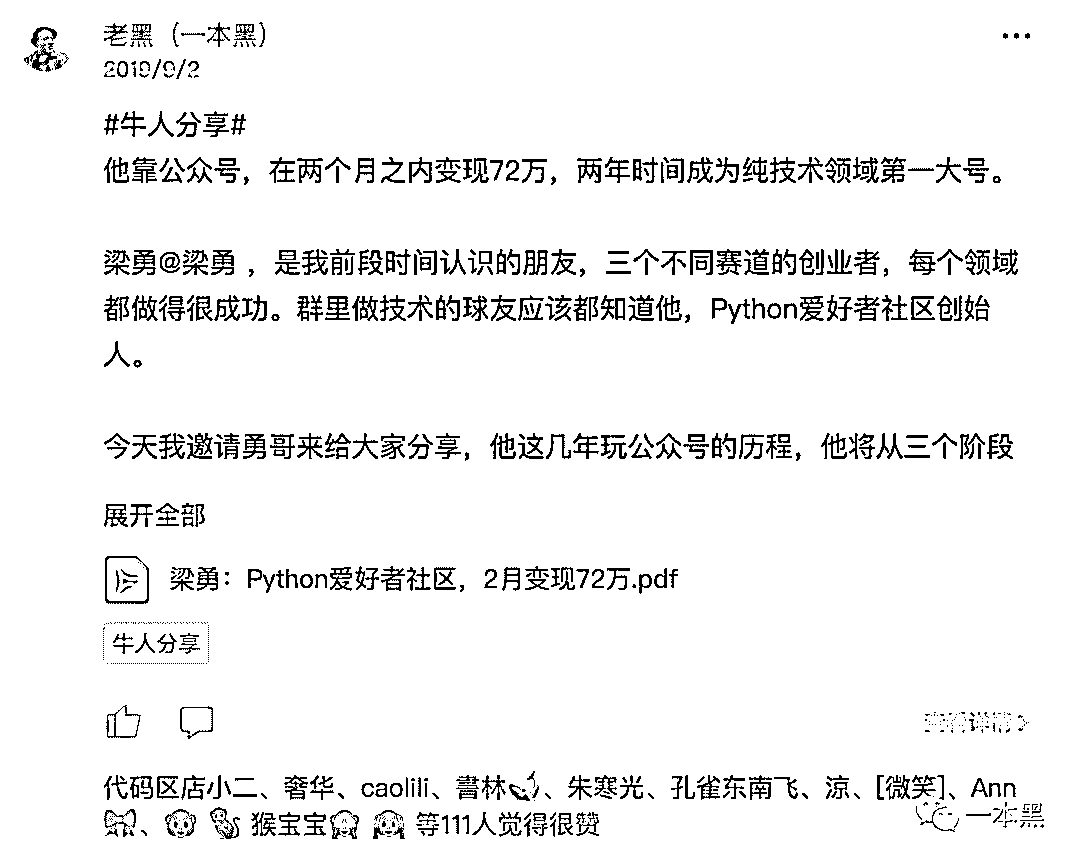 老黑（一本黑）
2019/9/2
#牛人分享#
他靠公众号，在两个月之内变现72万，两年时间成为纯技术领域第一大号。
梁勇@梁勇 ，是我前段时间认识的朋友，三个不同赛道的创业者，每个领域
都做得很成功。群里做技术的球友应该都知道他，Python爱好者社区创始
人。
今天我邀请勇哥来给大家分享，他这几年玩公众号的历程，他将从三个阶段
展开全部
梁勇：Python爱好者社区，2月变现72万.pdf
牛人分享
查看详情>
代码区店小二、奢华、caolili、書林🌶、朱寒光、孔雀东南飞、涼、[微笑]、Ann
🎀、🐵 🐒 猴宝宝🙈 🙉 等111人觉得很赞
一本黑